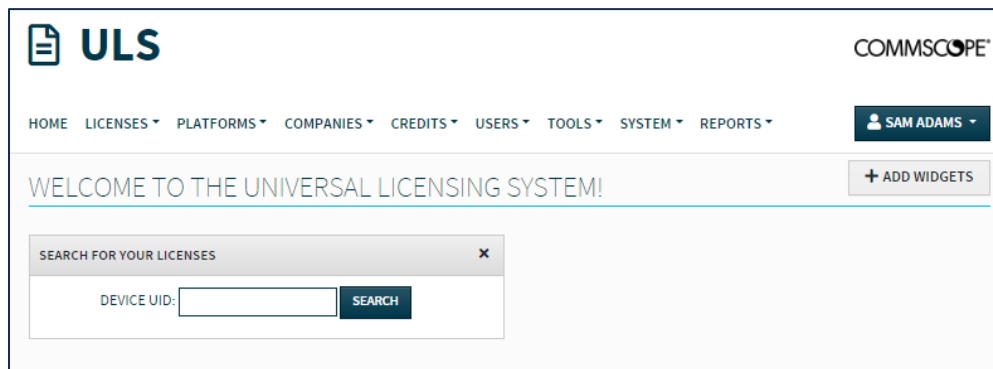 ULS
COMMSCOPE®
HOME LICENSES PLATFORMS COMPANIES CREDITS USERS TOOLS SYSTEM REPORTS SAM ADAMS
WELCOME TO THE UNIVERSAL LICENSING SYSTEM!
+ ADD WIDGETS
SEARCH FOR YOUR LICENSES ×
DEVICE UID: SEARCH